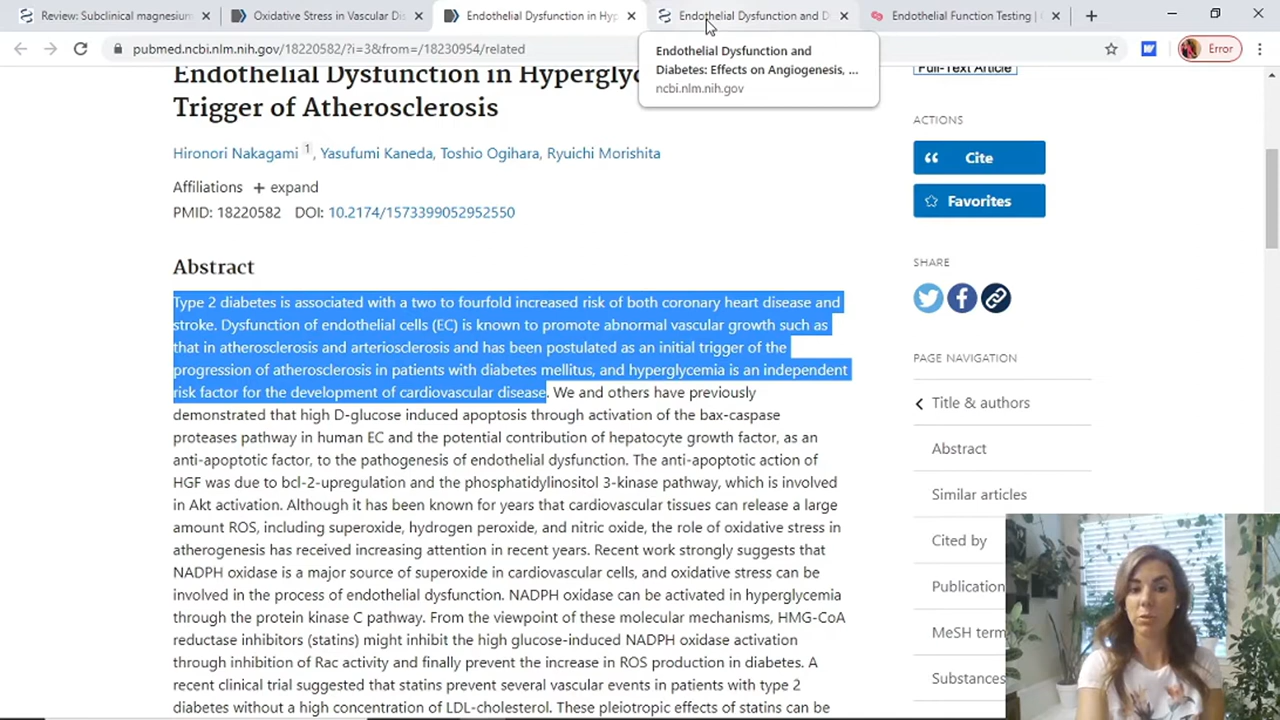 Review: Subclinical magnesium
Oxidative Stress in Vascular Dis
Endothelial Dysfunction in Hyp
Endothelial Dysfunction and D
Endothelial Function Testing |
pubmed.ncbi.nlm.nih.gov/18220582/?i=3&from=/18230954/related
Error
Endothelial Dysfunction and
Diabetes: Effects on Angiogenesis, ...
ncbi.nlm.nih.gov
Endothelial Dysfunction in Hyperglyc
Trigger of Atherosclerosis
Hironori Nakagami 1, Yasufumi Kaneda, Toshio Ogihara, Ryuichi Morishita
Affiliations + expand
PMID: 18220582 DOI: 10.2174/1573399052952550
Abstract
Type 2 diabetes is associated with a two to fourfold increased risk of both coronary heart disease and
stroke. Dysfunction of endothelial cells (EC) is known to promote abnormal vascular growth such as
that in atherosclerosis and arteriosclerosis and has been postulated as an initial trigger of the
progression of atherosclerosis in patients with diabetes mellitus, and hyperglycemia is an independent
risk factor for the development of cardiovascular disease. We and others have previously
demonstrated that high D-glucose induced apoptosis through activation of the bax-caspase
proteases pathway in human EC and the potential contribution of hepatocyte growth factor, as an
anti-apoptotic factor, to the pathogenesis of endothelial dysfunction. The anti-apoptotic action of
HGF was due to bcl-2-upregulation and the phosphatidylinositol 3-kinase pathway, which is involved
in Akt activation. Although it has been known for years that cardiovascular tissues can release a large
amount ROS, including superoxide, hydrogen peroxide, and nitric oxide, the role of oxidative stress in
atherogenesis has received increasing attention in recent years. Recent work strongly suggests that
NADPH oxidase is a major source of superoxide in cardiovascular cells, and oxidative stress can be
involved in the process of endothelial dysfunction. NADPH oxidase can be activated in hyperglycemia
through the protein kinase C pathway. From the viewpoint of these molecular mechanisms, HMG-CoA
reductase inhibitors (statins) might inhibit the high glucose-induced NADPH oxidase activation
through inhibition of Rac activity and finally prevent the increase in ROS production in diabetes. A
recent clinical trial suggested that statins prevent several vascular events in patients with type 2
diabetes without a high concentration of LDL-cholesterol. These pleiotropic effects of statins can be
Full-Text Article
ACTIONS
Cite
Favorites
SHARE
PAGE NAVIGATION
Title & authors
Abstract
Similar articles
Cited by
Publication
MeSH term
Substances